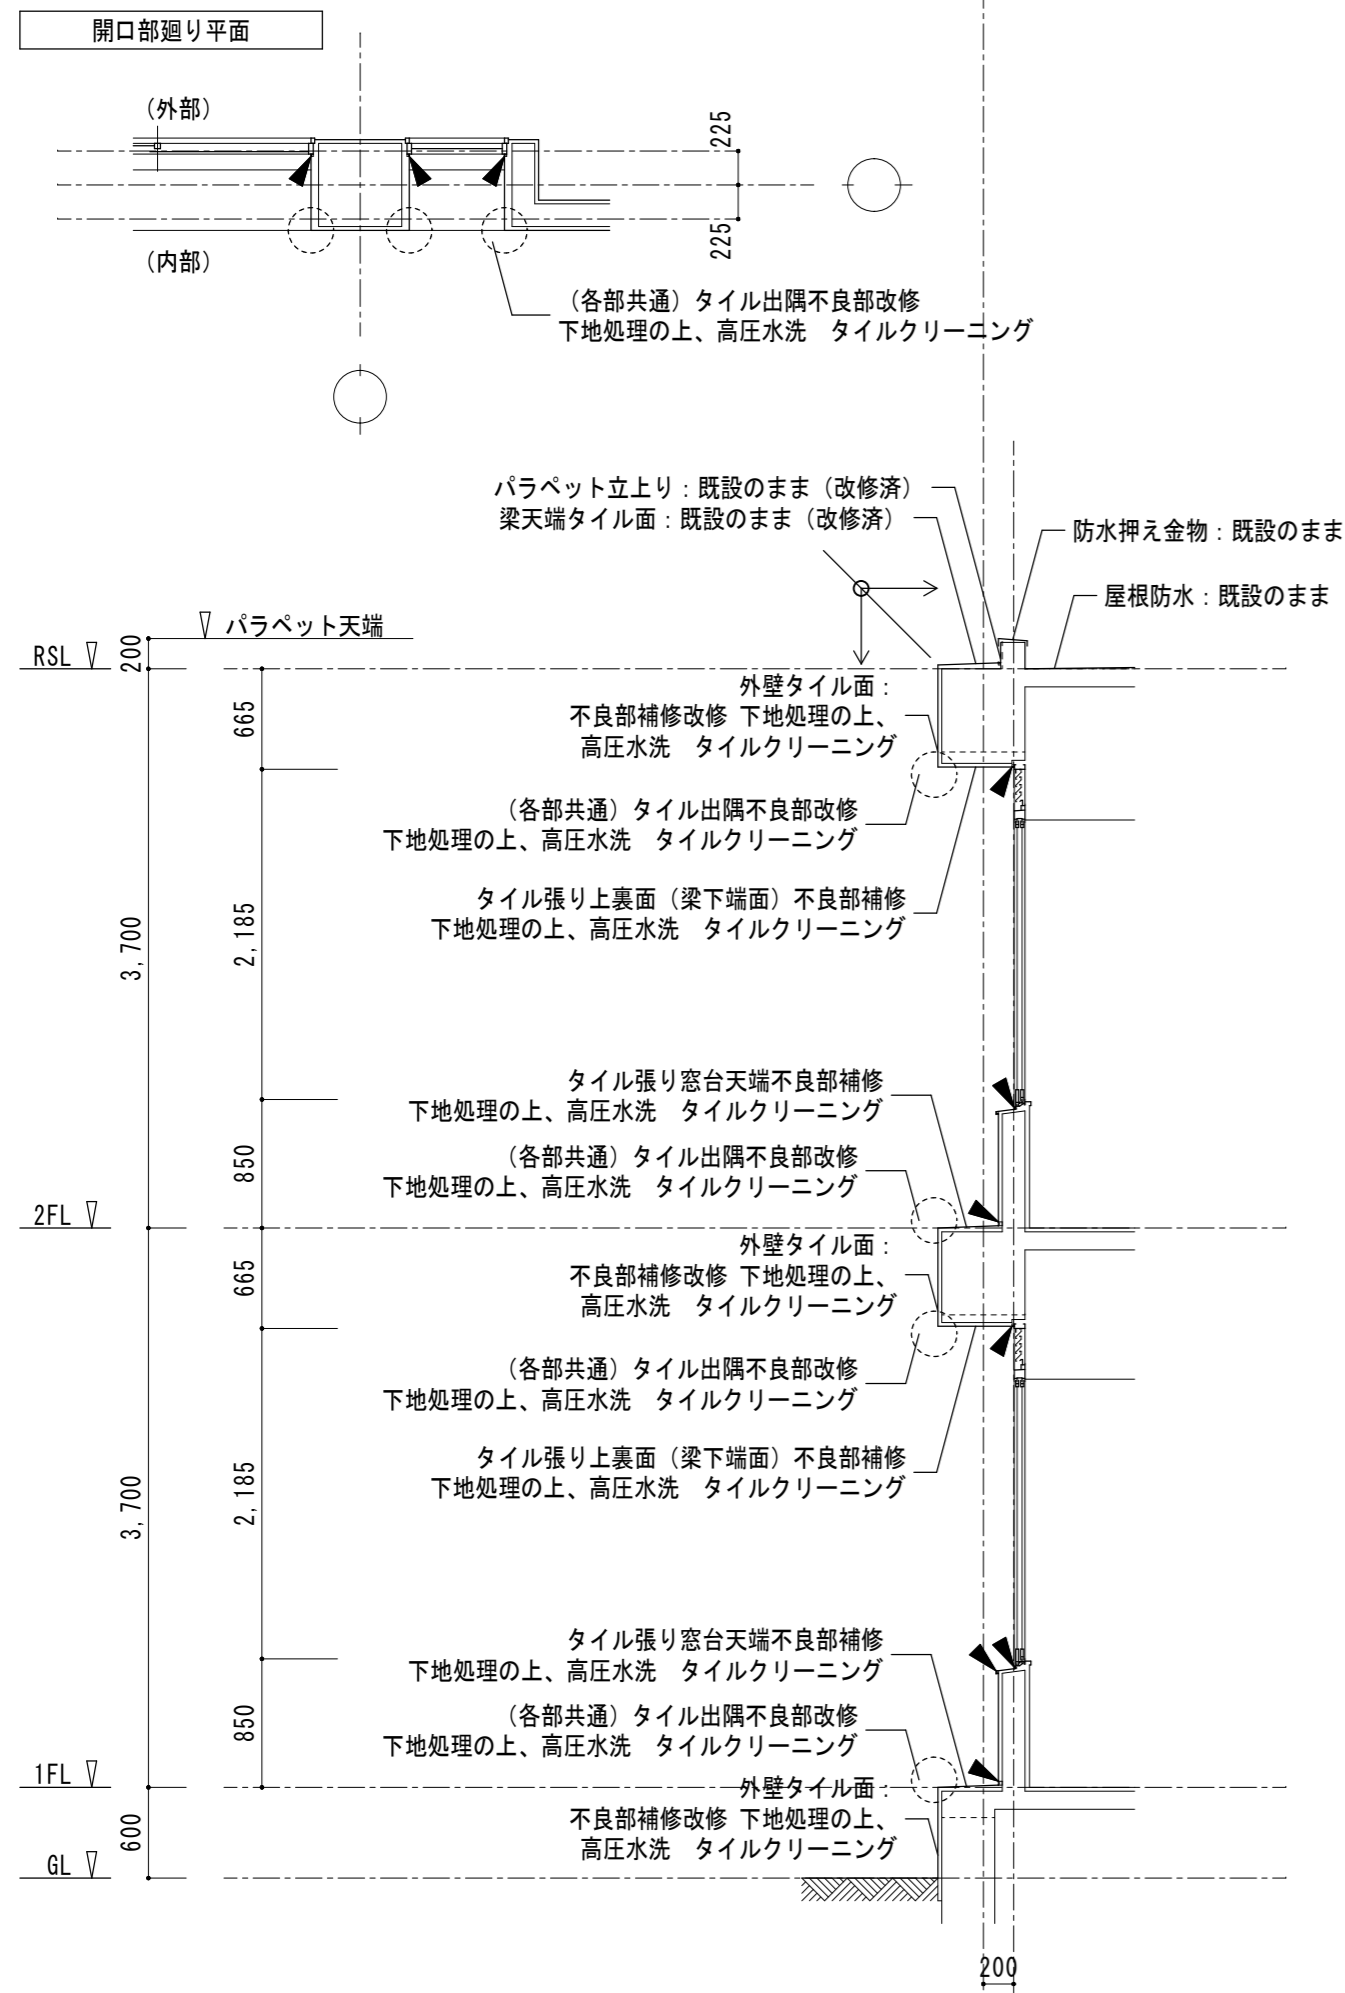 開口部廻り平面
（外部）
225
225
（内部）
（各部共通）タイル出隅不良部改修
下地処理の上、高圧水洗　タイルクリーニング
パラペット立上り：既設のまま（改修済）
梁天端タイル面：既設のまま（改修済）
防水押え金物：既設のまま
屋根防水：既設のまま
パラペット天端
RSL
200
665
外壁タイル面：
不良部補修改修 下地処理の上、
高圧水洗　タイルクリーニング
（各部共通）タイル出隅不良部改修
下地処理の上、高圧水洗　タイルクリーニング
タイル張り上裏面（梁下端面）不良部補修
下地処理の上、高圧水洗　タイルクリーニング
3,700
2,185
タイル張り窓台天端不良部補修
下地処理の上、高圧水洗　タイルクリーニング
850
（各部共通）タイル出隅不良部改修
下地処理の上、高圧水洗　タイルクリーニング
2FL
665
外壁タイル面：
不良部補修改修 下地処理の上、
高圧水洗　タイルクリーニング
（各部共通）タイル出隅不良部改修
下地処理の上、高圧水洗　タイルクリーニング
タイル張り上裏面（梁下端面）不良部補修
下地処理の上、高圧水洗　タイルクリーニング
3,700
2,185
タイル張り窓台天端不良部補修
下地処理の上、高圧水洗　タイルクリーニング
850
（各部共通）タイル出隅不良部改修
下地処理の上、高圧水洗　タイルクリーニング
1FL
外壁タイル面：
不良部補修改修 下地処理の上、
高圧水洗　タイルクリーニング
600
GL
200